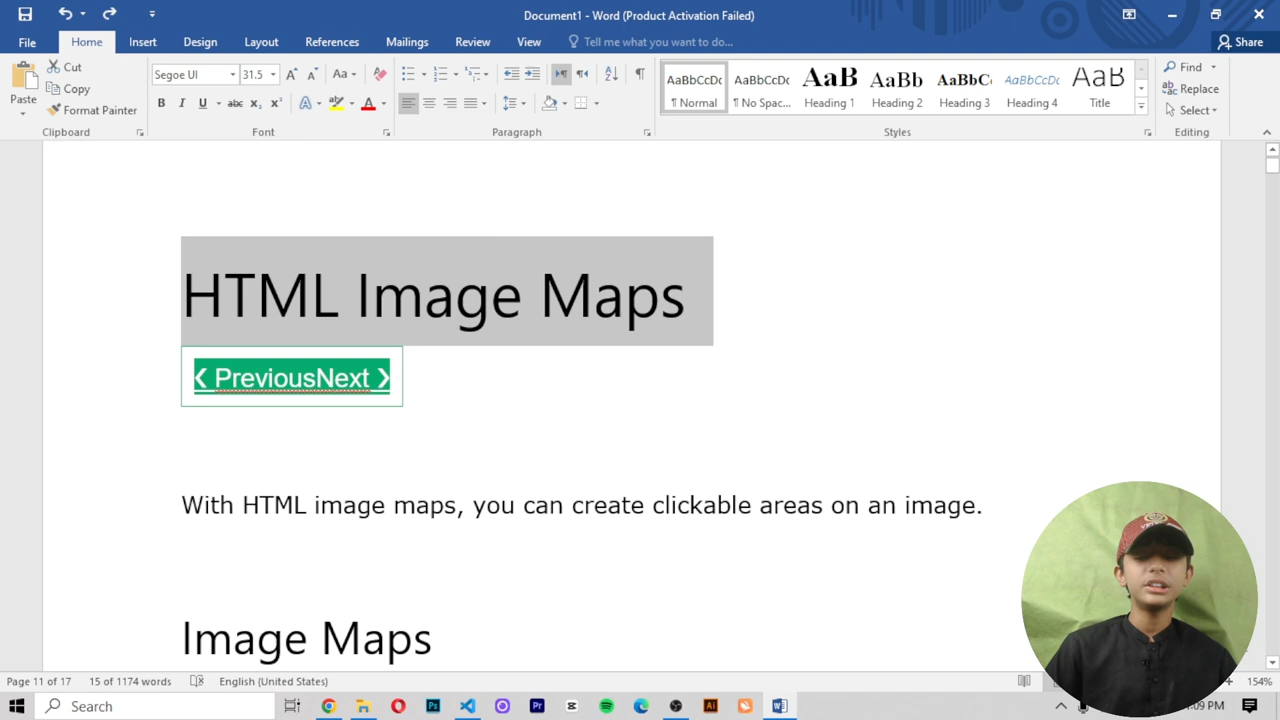 Document1 - Word (Product Activation Failed)
File Home Insert Design Layout References Mailings Review View Tell me what you want to do... Share
Cut
Copy
Format Painter
Paste
Clipboard
Segoe UI 31.5
Font
Paragraph
AaBbCcDc AaBbCcDc AaB AaBb AaBbC AaBbCcDc AaB
¶ Normal ¶ No Spac... Heading 1 Heading 2 Heading 3 Heading 4 Title
Styles
Find
Replace
Select
Editing
HTML Image Maps
❮ PreviousNext ❯
With HTML image maps, you can create clickable areas on an image.
Image Maps
Page 11 of 17 15 of 1174 words English (United States) 154%
Search
:09 PM